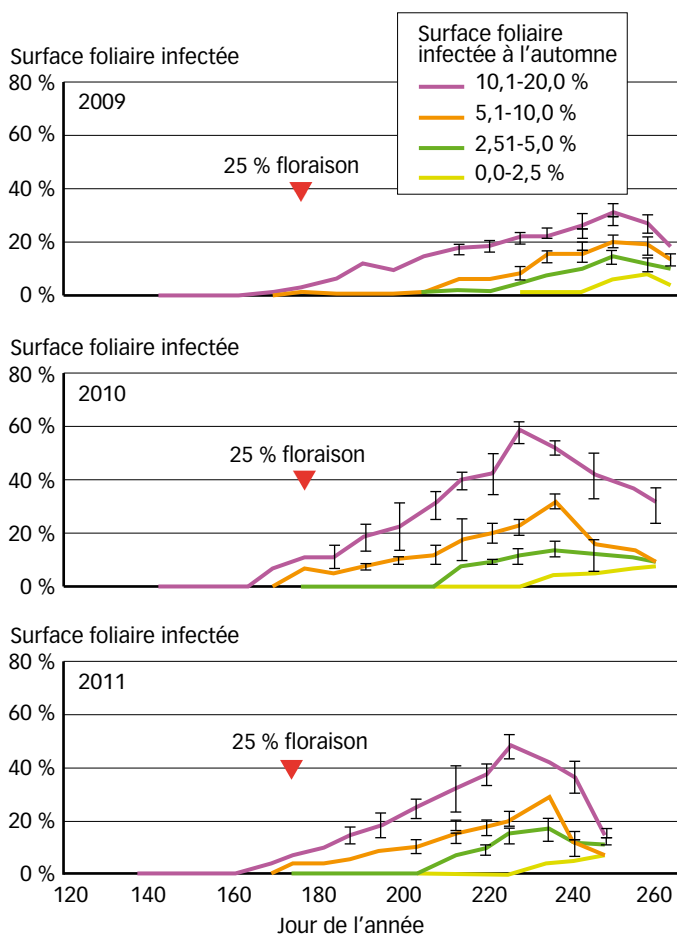 Surface foliaire infectée
à l'automne
10,1-20,0 %
5,1-10,0 %
2,51-5,0 %
0,0-2,5 %
Surface foliaire infectée
80 %
2009
60 %
25 % floraison
40 %
20 %
0 %
Surface foliaire infectée
80 %
2010
60 %
25 % floraison
40 %
20 %
0 %
Surface foliaire infectée
80 %
2011
60 %
25 % floraison
40 %
20 %
0 %
120 140 160 180 200 220 240 260
Jour de l'année